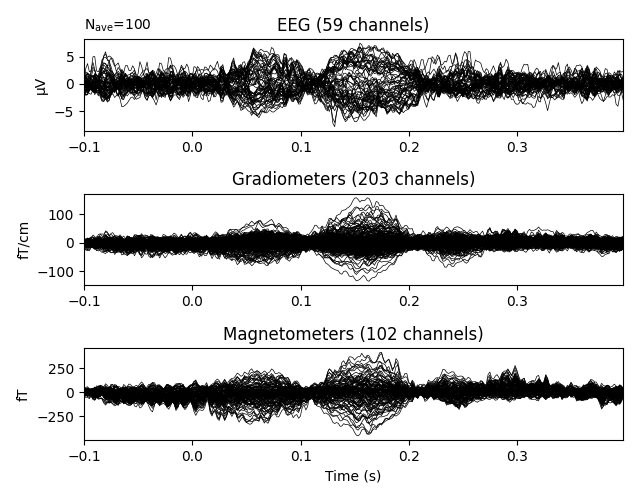 N_ave=100
EEG (59 channels)
µV
5
0
−5
−0.1 0.0 0.1 0.2 0.3
Gradiometers (203 channels)
fT/cm
100
0
−100
−0.1 0.0 0.1 0.2 0.3
Magnetometers (102 channels)
fT
250
0
−250
−0.1 0.0 0.1 0.2 0.3
Time (s)